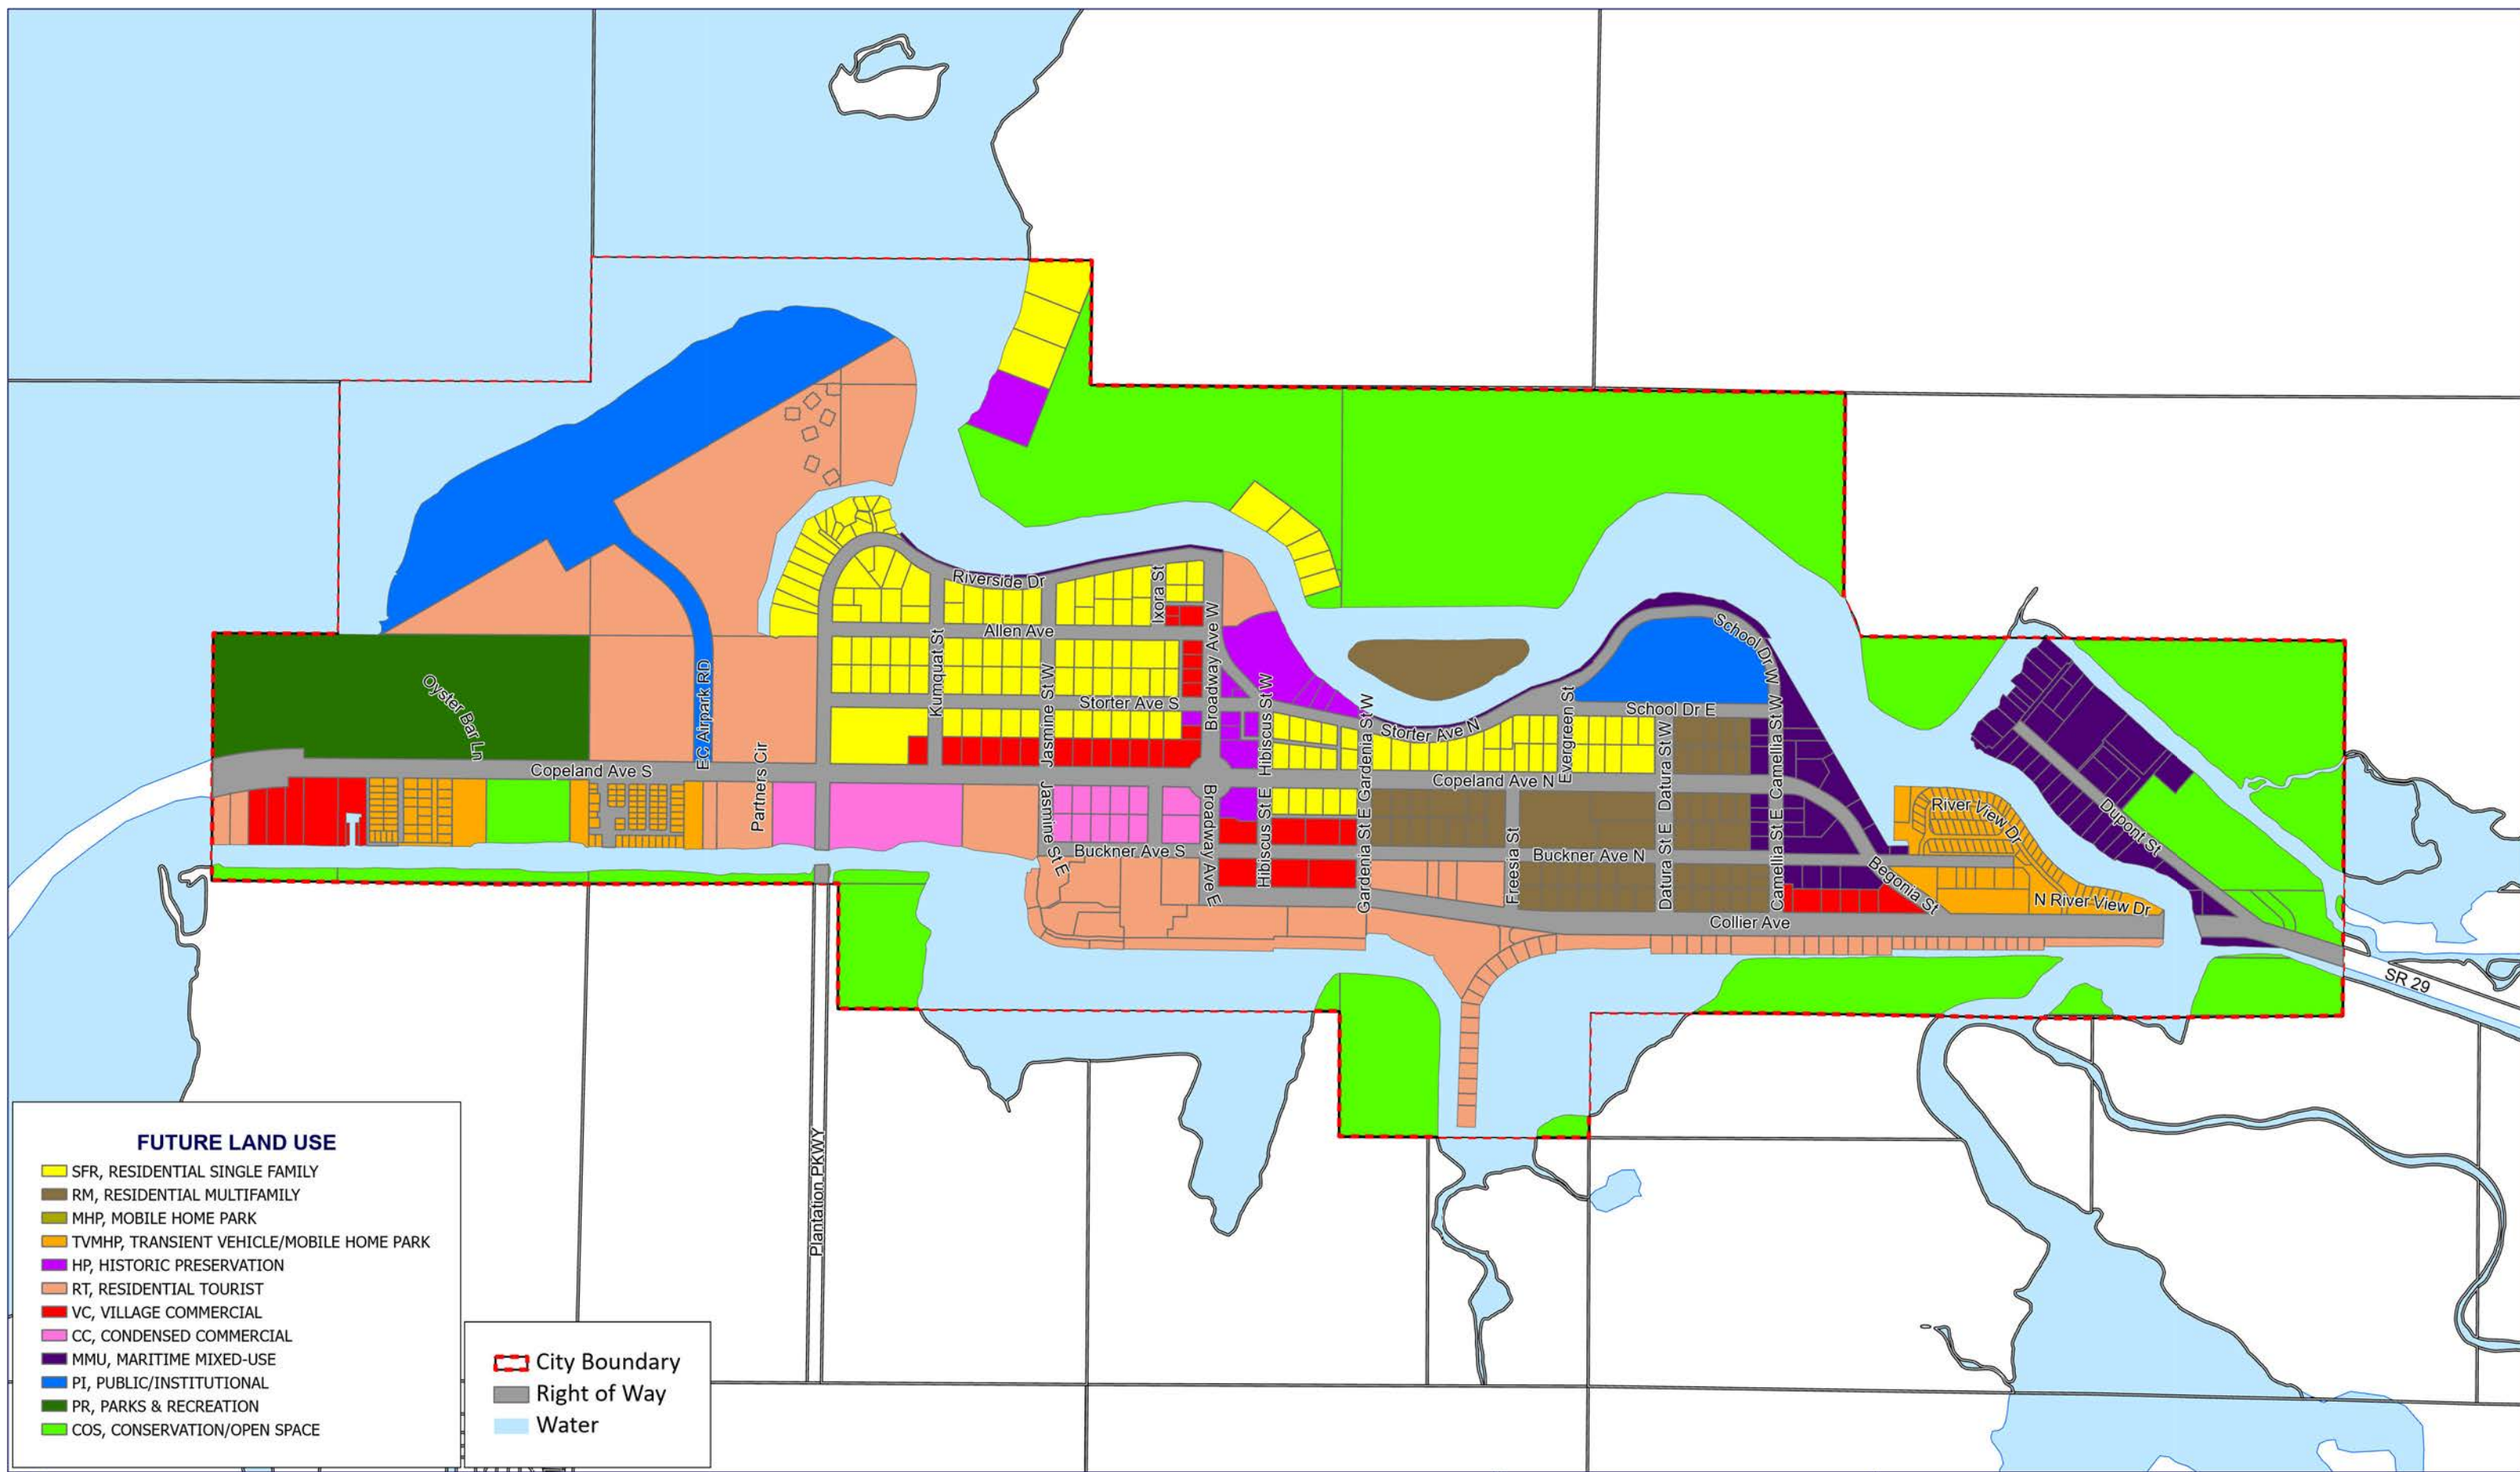 Riverside Dr
Ixora St
Allen Ave
Kumquat St
Jasmine St W
Broadway Ave W
School Dr W
Oyster Bar Ln
EC Airpark RD
Storter Ave S
Hibiscus St W
Gardenia St W
Storter Ave N
Evergreen St
School Dr E
Datura St W
Camellia St W
Partners Cir
Copeland Ave S
Copeland Ave N
Jasmine St E
Broadway Ave E
Hibiscus St E
Gardenia St E
Buckner Ave S
Freesia St
Buckner Ave N
Datura St E
Camellia St E
Begonia St
River View Dr
N River View Dr
Dupont St
Collier Ave
SR 29
Plantation PKWY
FUTURE LAND USE
SFR, RESIDENTIAL SINGLE FAMILY
RM, RESIDENTIAL MULTIFAMILY
MHP, MOBILE HOME PARK
TVMHP, TRANSIENT VEHICLE/MOBILE HOME PARK
HP, HISTORIC PRESERVATION
RT, RESIDENTIAL TOURIST
VC, VILLAGE COMMERCIAL
CC, CONDENSED COMMERCIAL
MMU, MARITIME MIXED-USE
PI, PUBLIC/INSTITUTIONAL
PR, PARKS & RECREATION
COS, CONSERVATION/OPEN SPACE
City Boundary
Right of Way
Water